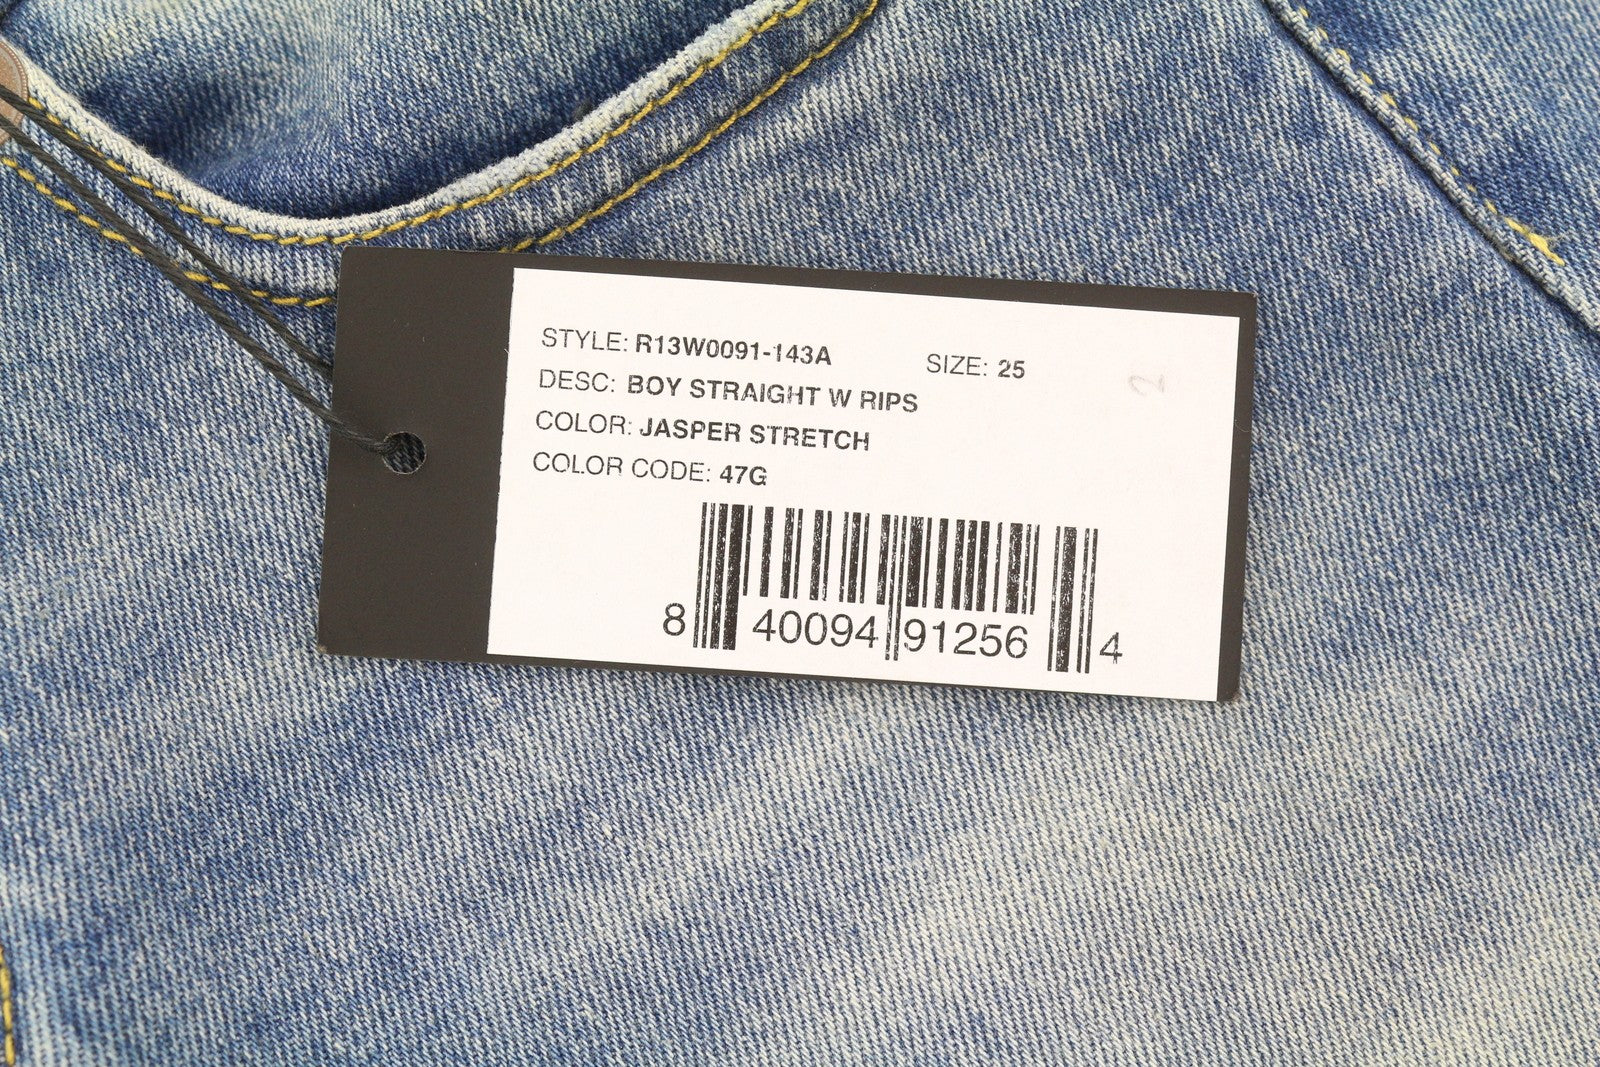 STYLE: R13W0091-143A SIZE: 25
DESC: BOY STRAIGHT W RIPS
COLOR: JASPER STRETCH
COLOR CODE: 47G
8 40094 91256 4
2